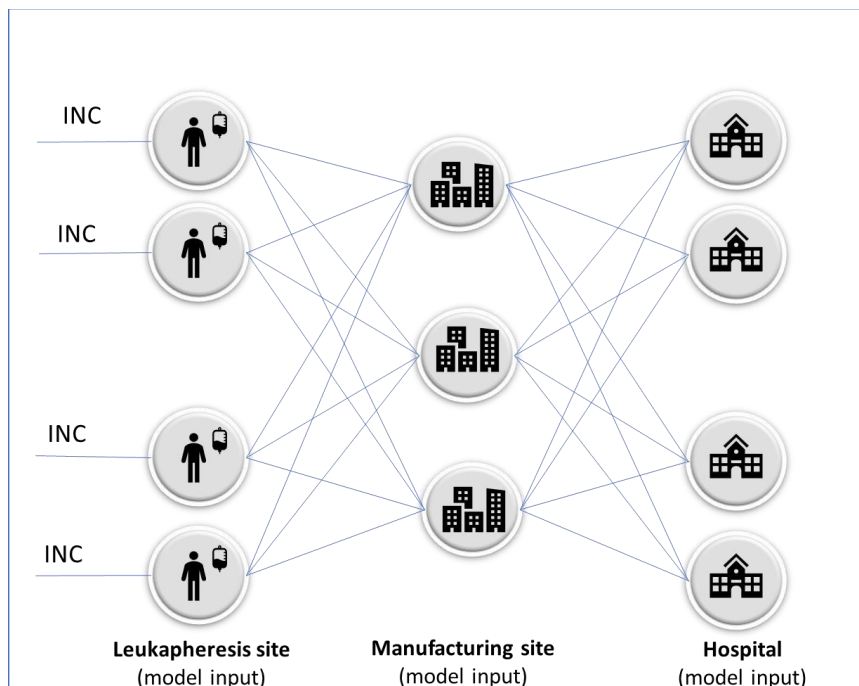 INC
INC
INC
INC
Leukapheresis site
(model input)
Manufacturing site
(model input)
Hospital
(model input)